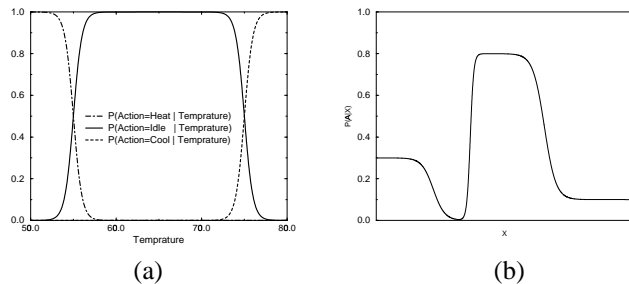 1.0
0.8
0.6
0.4
0.2
0.0
P(Action=Heat | Temprature)
P(Action=Idle | Temprature)
P(Action=Cool | Temprature)
50.0 60.0 70.0 80.0
Temprature
(a)
1.0
0.8
0.6
0.4
0.2
0.0
P(A|X)
X
(b)